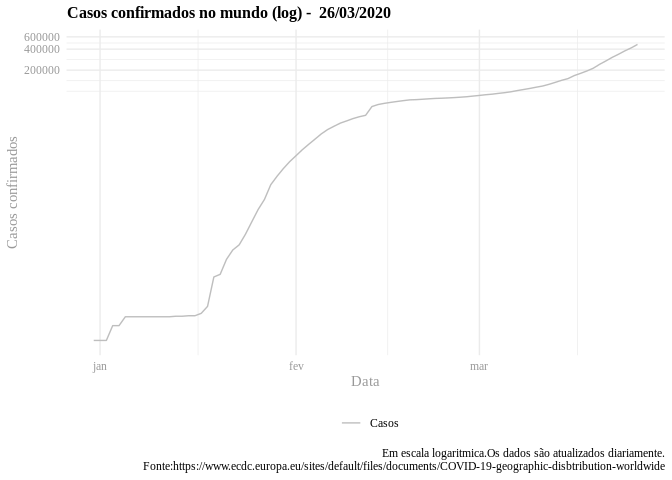 Casos confirmados no mundo (log) -  26/03/2020
600000
400000
200000
Casos confirmados
jan
fev
mar
Data
Casos
Em escala logaritmica.Os dados são atualizados diariamente.
Fonte:https://www.ecdc.europa.eu/sites/default/files/documents/COVID-19-geographic-disbtribution-worldwide